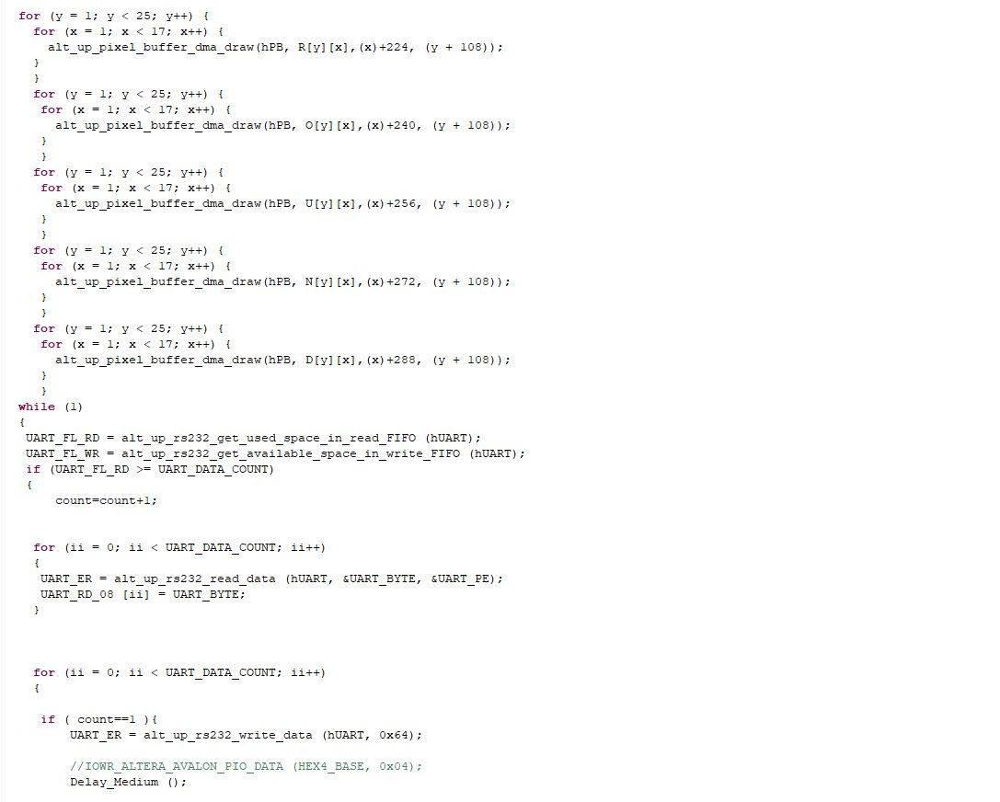 for (y = 1; y < 25; y++) {
for (x = 1; x < 17; x++) {
alt_up_pixel_buffer_dma_draw(hPB, R[y][x],(x)+224, (y + 108));
}
}
for (y = 1; y < 25; y++) {
for (x = 1; x < 17; x++) {
alt_up_pixel_buffer_dma_draw(hPB, O[y][x],(x)+240, (y + 108));
}
}
for (y = 1; y < 25; y++) {
for (x = 1; x < 17; x++) {
alt_up_pixel_buffer_dma_draw(hPB, U[y][x],(x)+256, (y + 108));
}
}
for (y = 1; y < 25; y++) {
for (x = 1; x < 17; x++) {
alt_up_pixel_buffer_dma_draw(hPB, N[y][x],(x)+272, (y + 108));
}
}
for (y = 1; y < 25; y++) {
for (x = 1; x < 17; x++) {
alt_up_pixel_buffer_dma_draw(hPB, D[y][x],(x)+288, (y + 108));
}
}
while (1)
{
UART_FL_RD = alt_up_rs232_get_used_space_in_read_FIFO (hUART);
UART_FL_WR = alt_up_rs232_get_available_space_in_write_FIFO (hUART);
if (UART_FL_RD >= UART_DATA_COUNT)
{
count=count+1;
for (ii = 0; ii < UART_DATA_COUNT; ii++)
{
UART_ER = alt_up_rs232_read_data (hUART, &UART_BYTE, &UART_PE);
UART_RD_08 [ii] = UART_BYTE;
}
for (ii = 0; ii < UART_DATA_COUNT; ii++)
{
if ( count==1 ){
UART_ER = alt_up_rs232_write_data (hUART, 0x64);
//IOWR_ALTERA_AVALON_PIO_DATA (HEX4_BASE, 0x04);
Delay_Medium ();